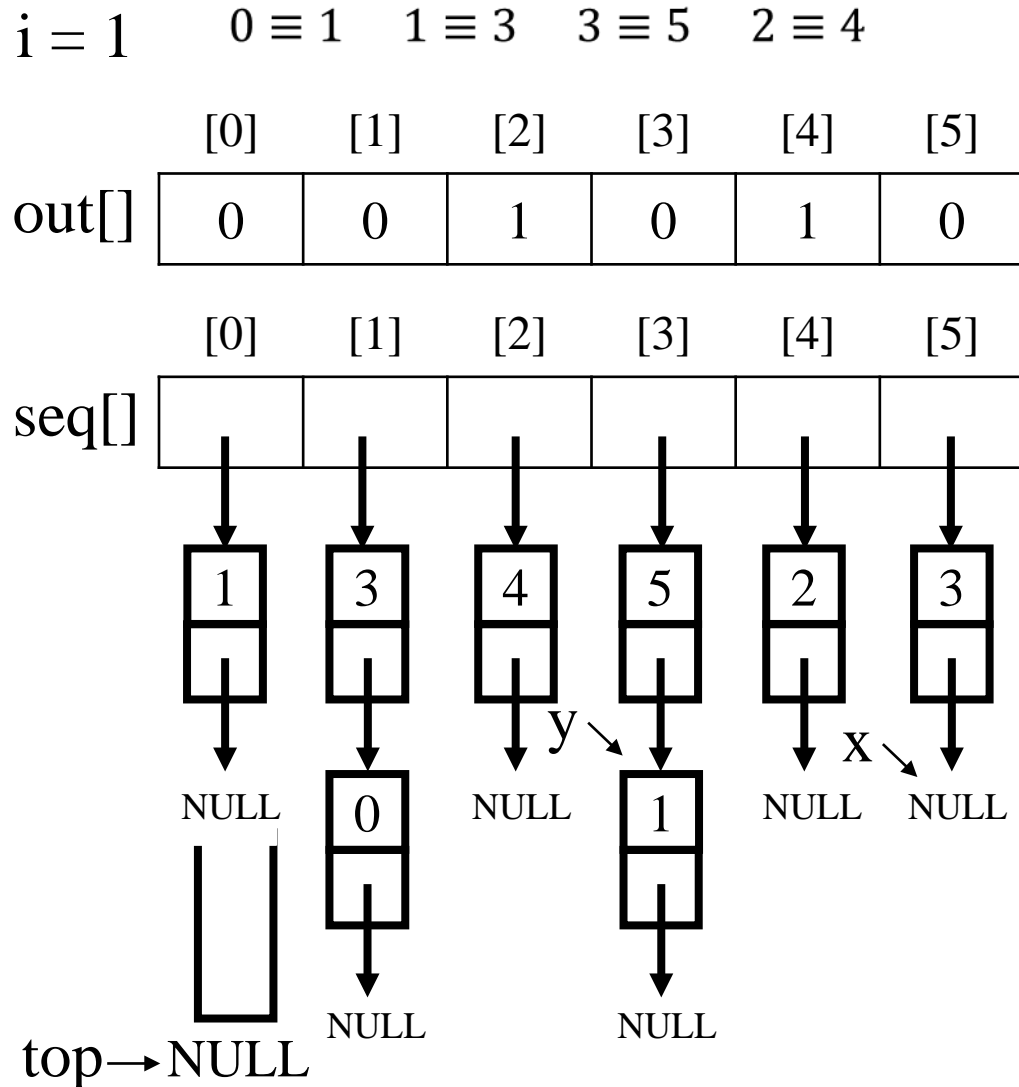 i = 1 0 ≡ 1 1 ≡ 3 3 ≡ 5 2 ≡ 4
[0] [1] [2] [3] [4] [5]
out[] 0 0 1 0 1 0
[0] [1] [2] [3] [4] [5]
seq[]
1 3 4 5 2 3
y x
NULL 0 NULL 1 NULL NULL
NULL NULL
top→NULL